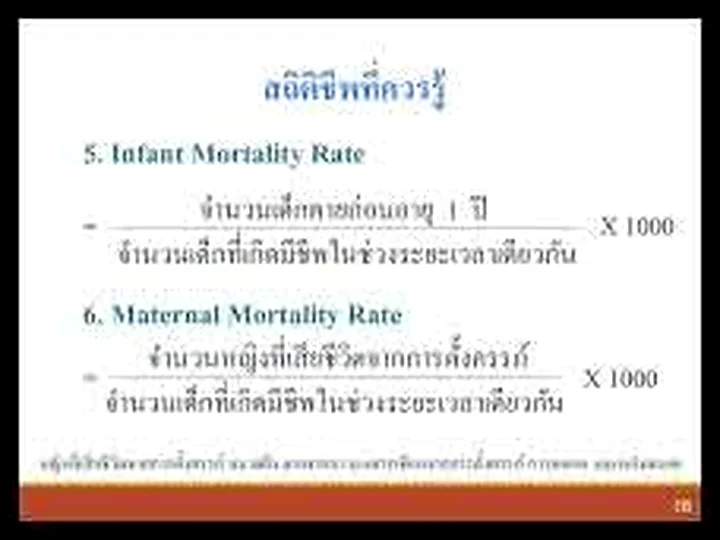 สถิติชีพที่ควรรู้
5. Infant Mortality Rate
จำนวนเด็กตายก่อนอายุ 1 ปี
= X 1000
จำนวนเด็กที่เกิดมีชีพในช่วงระยะเวลาเดียวกัน
6. Maternal Mortality Rate
จำนวนหญิงที่เสียชีวิตจากการตั้งครรภ์
= X 1000
จำนวนเด็กที่เกิดมีชีพในช่วงระยะเวลาเดียวกัน